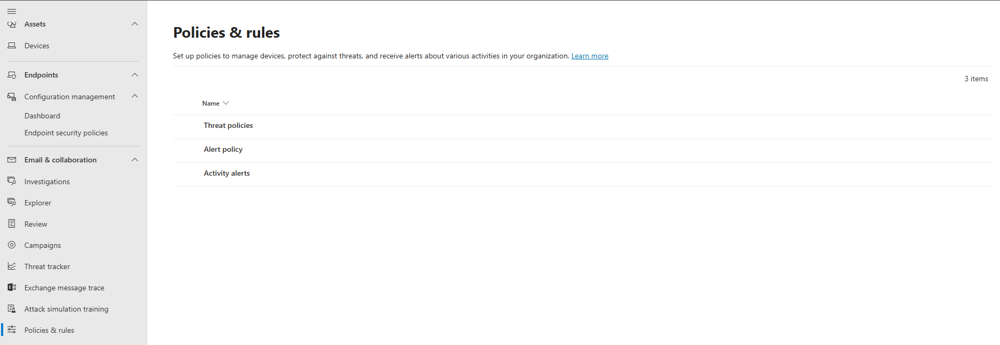 Assets
Devices
Endpoints
Configuration management
Dashboard
Endpoint security policies
Email & collaboration
Investigations
Explorer
Review
Campaigns
Threat tracker
Exchange message trace
Attack simulation training
Policies & rules
Policies & rules
Set up policies to manage devices, protect against threats, and receive alerts about various activities in your organization. Learn more
3 items
Name
Threat policies
Alert policy
Activity alerts